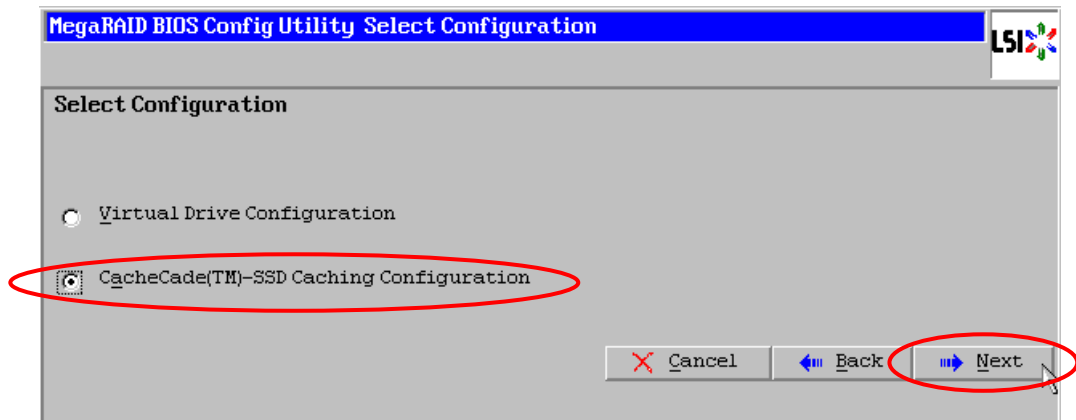 MegaRAID BIOS Config Utility Select Configuration
LSI
Select Configuration
Virtual Drive Configuration
CacheCade(TM)-SSD Caching Configuration
Cancel
Back
Next